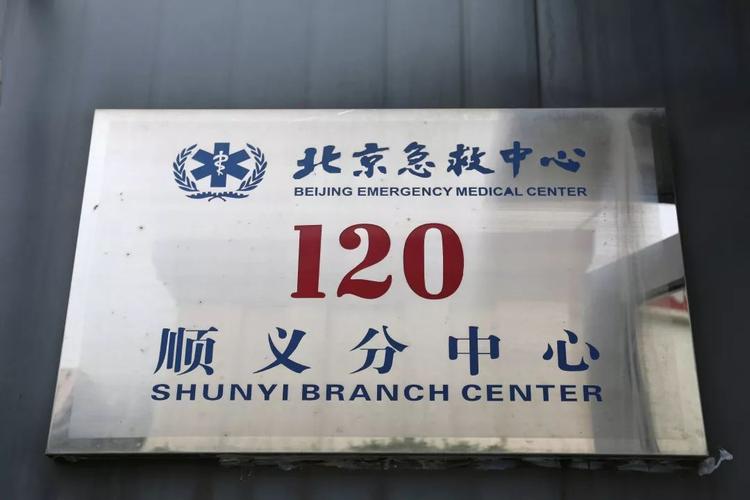 北京急救中心
BEIJING EMERGENCY MEDICAL CENTER
120
顺义分中心
SHUNYI BRANCH CENTER